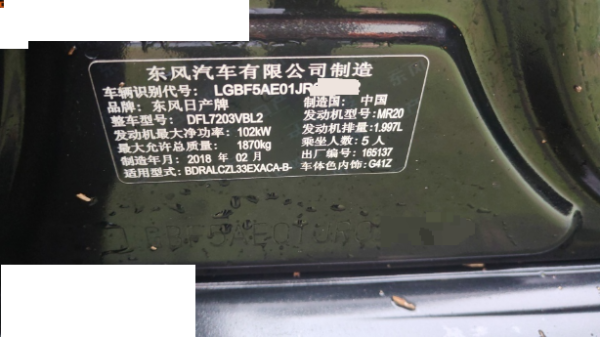 东风汽车有限公司制造
车辆识别代号: LGBF5AE01JR
品牌: 东风日产牌 制造国: 中国
整车型号: DFL7203VBL2 发动机型号: MR20
发动机最大净功率: 102kW 发动机排量: 1.997L
最大允许总质量: 1870kg 乘坐人数: 5 人
制造年月: 2018 年 02 月 出厂编号: 165137
适用型式: BDRALCZL33EXACA-B- 车体色内饰: G41Z